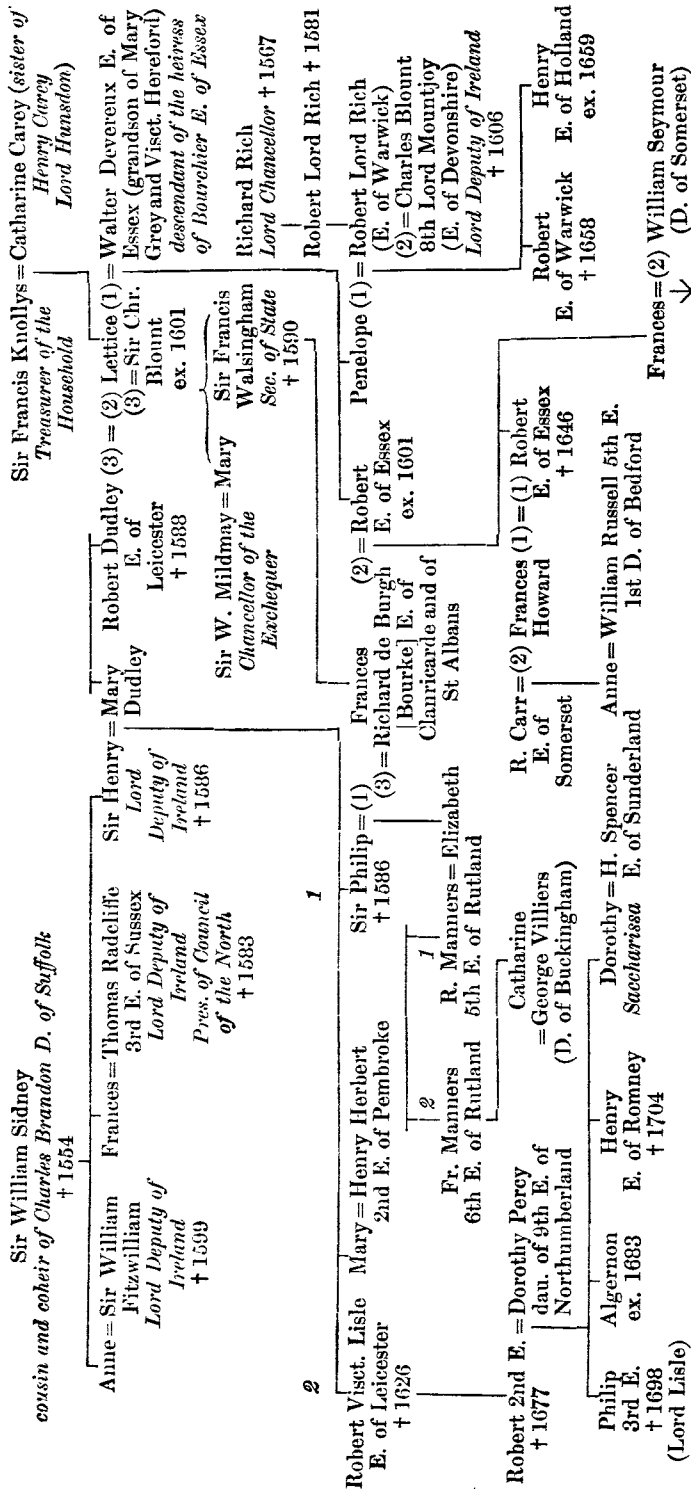 Sir William Sidney
cousin and coheir of Charles Brandon D. of Suffolk
† 1554
Sir Francis Knollys = Catharine Carey (sister of
Treasurer of the Henry Carey
Household Lord Hunsdon)
Anne = Sir William
Fitzwilliam
Lord Deputy of
Ireland
† 1599
Frances = Thomas Radcliffe
3rd E. of Sussex
Lord Deputy of
Ireland
Pres. of Council
of the North
† 1583
Sir Henry = Mary
Lord Dudley
Deputy of
Ireland
† 1586
Robert Dudley (3) = (2) Lettice (1) = Walter Devereux E. of
E. of
Leicester
† 1588
(3) = Sir Chr.
Blount
ex. 1601
Essex (grandson of Mary
Grey and Visct. Hereford)
descendant of the heiress
of Bourchier E. of Essex
Sir W. Mildmay = Mary
Chancellor of the
Exchequer
Sir Francis
Walsingham
Sec. of State
† 1590
Richard Rich
Lord Chancellor † 1567
Robert Lord Rich † 1581
2
1
Robert Visct. Lisle
E. of Leicester
† 1626
Mary = Henry Herbert
2nd E. of Pembroke
Sir Philip = (1)
† 1586
Frances
(2) = Robert
E. of Essex
ex. 1601
(3) = Richard de Burgh
[Bourke] E. of
Clanricarde and of
St Albans
Penelope (1) = Robert Lord Rich
(E. of Warwick)
(2) = Charles Blount
8th Lord Mountjoy
(E. of Devonshire)
Lord Deputy of Ireland
† 1606
2
Fr. Manners
6th E. of Rutland
1
R. Manners = Elizabeth
5th E. of Rutland
Catharine
= George Villiers
(D. of Buckingham)
R. Carr = (2) Frances (1) = (1) Robert
E. of Howard E. of Essex
Somerset † 1646
Robert
E. of Warwick
† 1658
Henry
E. of Holland
ex. 1659
Robert 2nd E. = Dorothy Percy
† 1677 dau. of 9th E. of
Northumberland
Philip
3rd E.
† 1698
(Lord Lisle)
Algernon
ex. 1683
Henry
E. of Romney
† 1704
Dorothy = H. Spencer
Saccharissa E. of Sunderland
Anne = William Russell 5th E.
1st D. of Bedford
Frances = (2) William Seymour
(D. of Somerset)